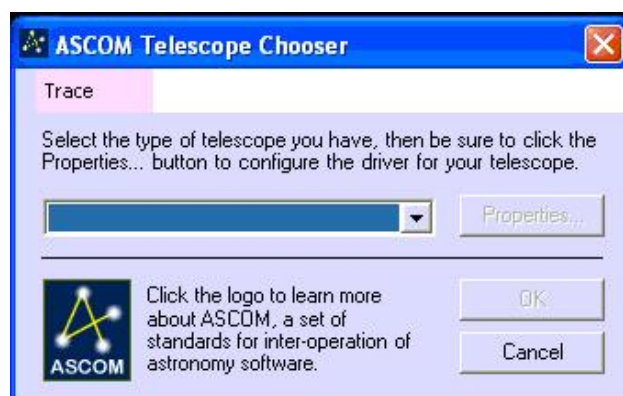 ASCOM Telescope Chooser
Trace
Select the type of telescope you have, then be sure to click the
Properties... button to configure the driver for your telescope.
Properties...
Click the logo to learn more
about ASCOM, a set of
standards for inter-operation of
astronomy software.
ASCOM
OK
Cancel